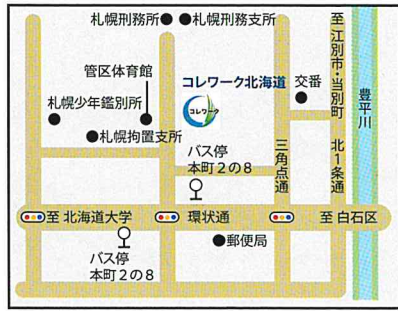 札幌刑務所
札幌刑務支所
至 江別市・当別町
管区体育館
コレワーク北海道
交番
豊平川
札幌少年鑑別所
コレワーク
札幌拘置支所
バス停
本町2の8
三角点通
北1条通
至 北海道大学
環状通
至 白石区
バス停
本町2の8
郵便局